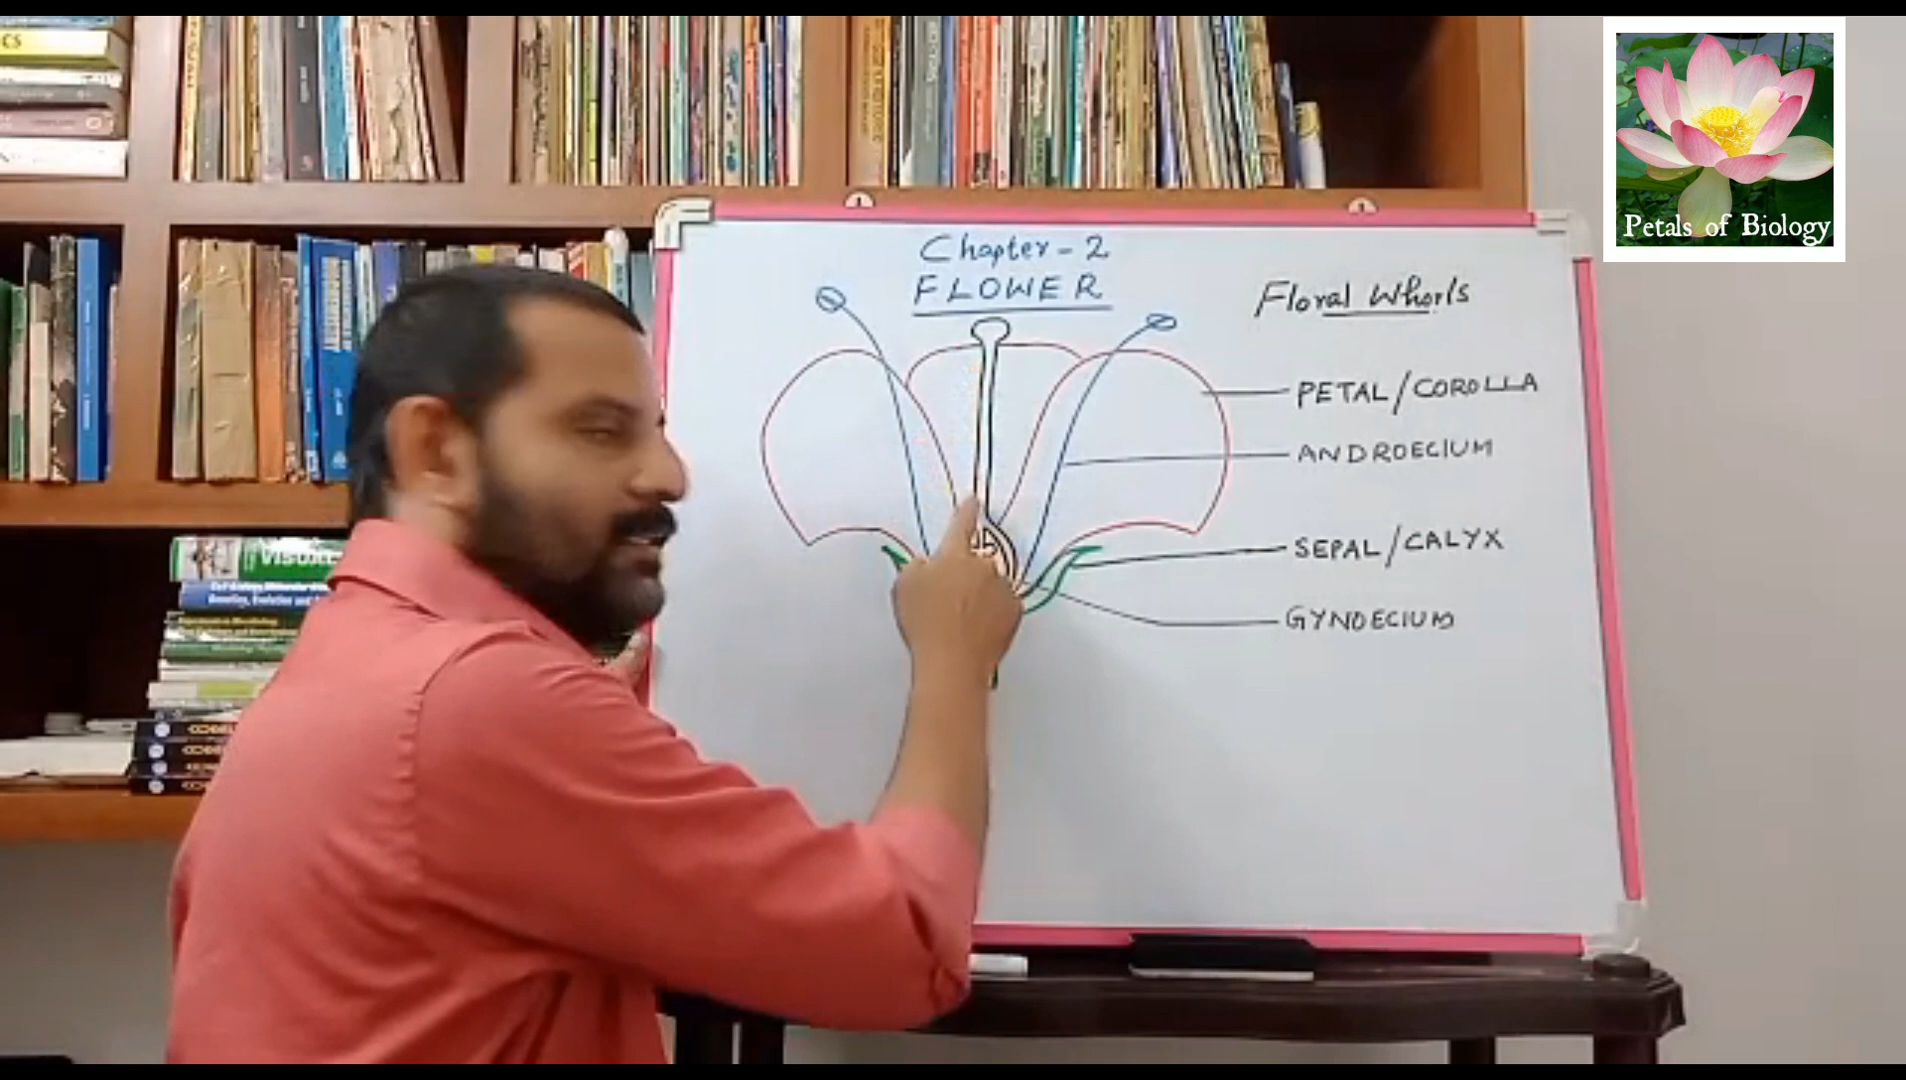 Petals of Biology
Chapter - 2
FLOWER
Floral Whorls
PETAL/COROLLA
ANDROECIUM
SEPAL/CALYX
GYNOECIUM